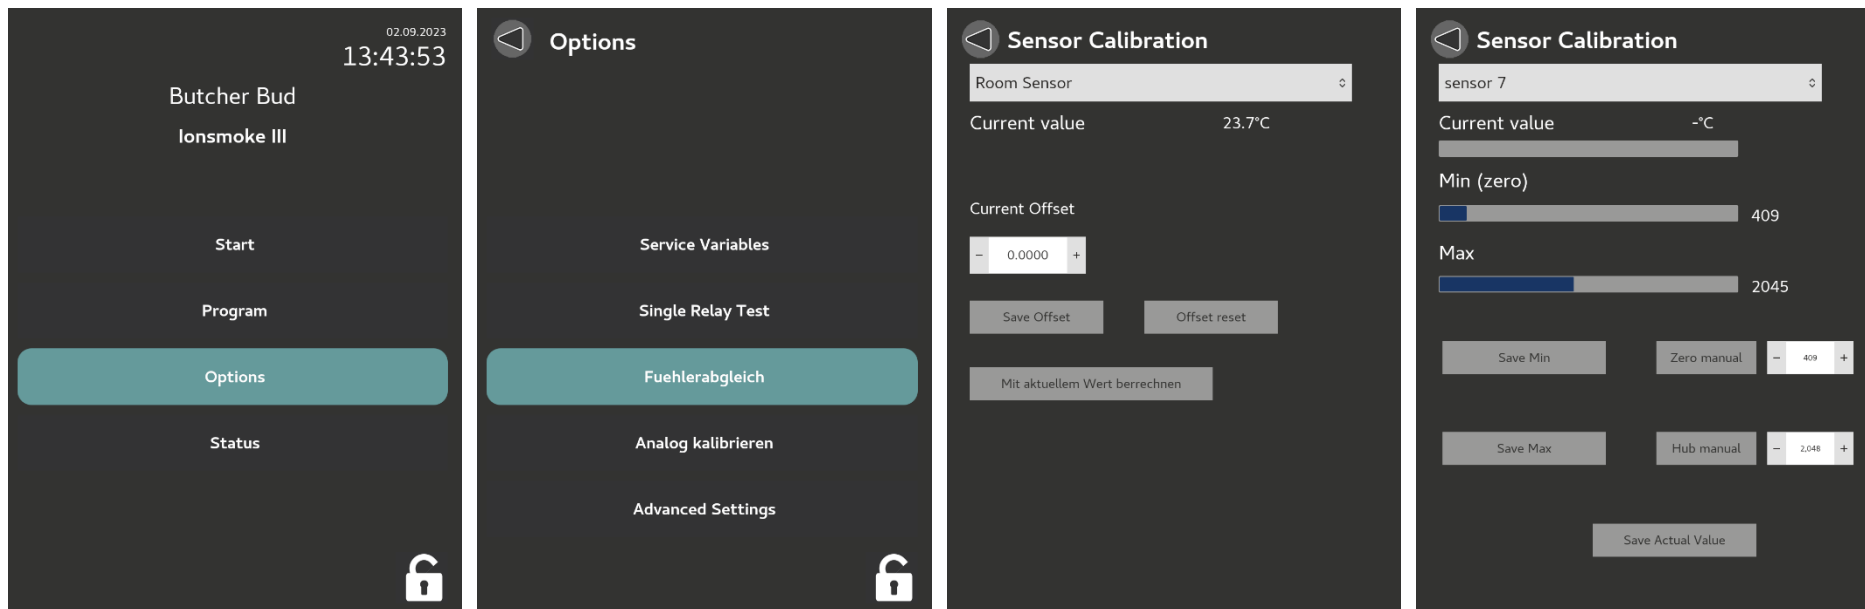 02.09.2023
13:43:53
Butcher Bud
Ionsmoke III
Start
Program
Options
Status
Options
Service Variables
Single Relay Test
Fuehlerabgleich
Analog kalibrieren
Advanced Settings
Sensor Calibration
Room Sensor
Current value 23.7°C
Current Offset
- 0.0000 +
Save Offset Offset reset
Mit aktuellem Wert berrechnen
Sensor Calibration
sensor 7
Current value -°C
Min (zero)
409
Max
2045
Save Min Zero manual - 409 +
Save Max Hub manual - 2,048 +
Save Actual Value